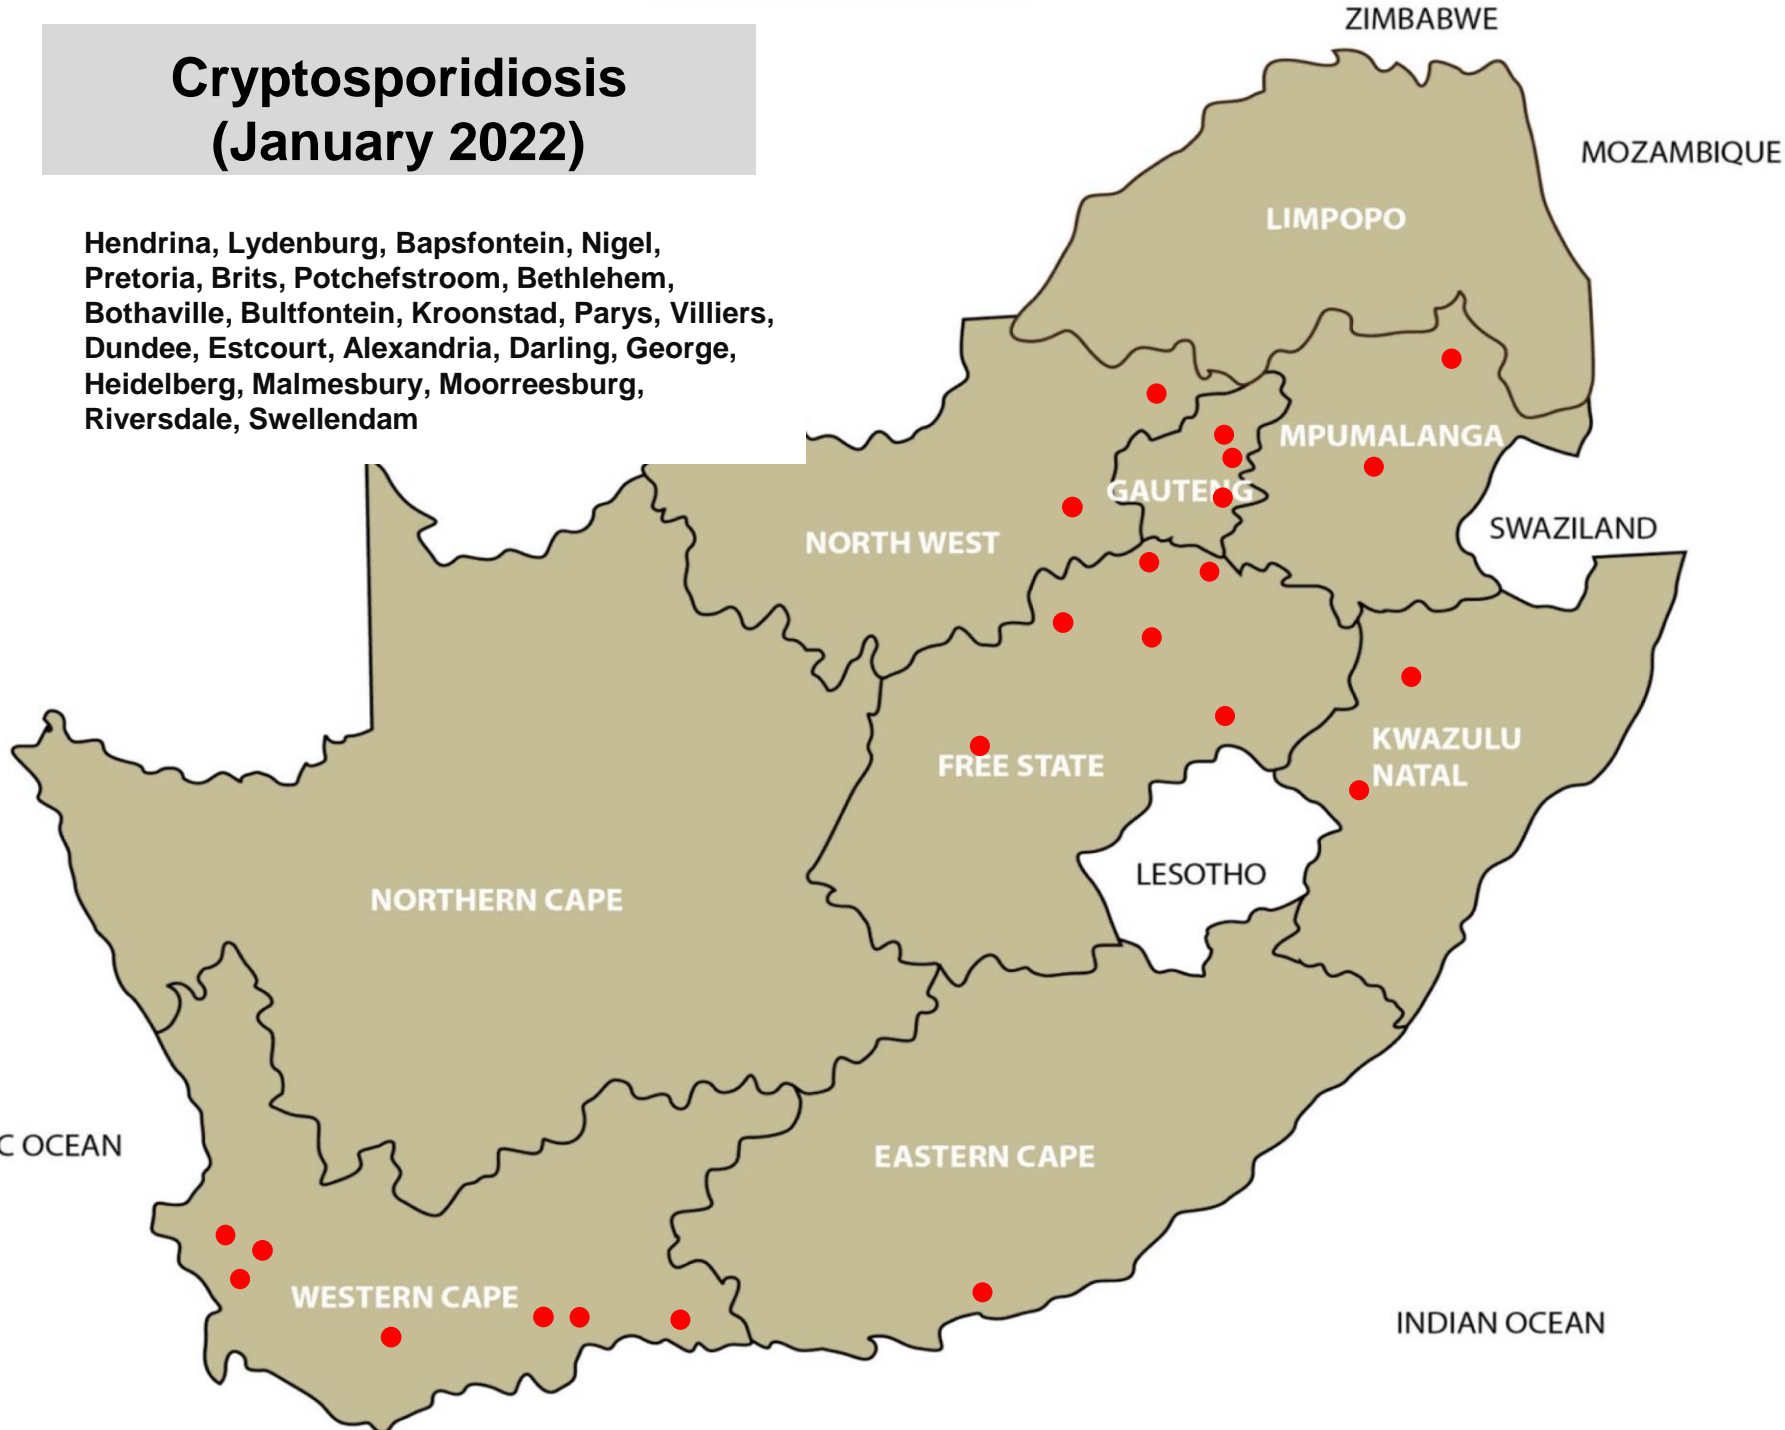 Cryptosporidiosis
(January 2022)
Hendrina, Lydenburg, Bapsfontein, Nigel,
Pretoria, Brits, Potchefstroom, Bethlehem,
Bothaville, Bultfontein, Kroonstad, Parys, Villiers,
Dundee, Estcourt, Alexandria, Darling, George,
Heidelberg, Malmesbury, Moorreesburg,
Riversdale, Swellendam
ZIMBABWE
MOZAMBIQUE
LIMPOPO
MPUMALANGA
GAUTENG
SWAZILAND
NORTH WEST
KWAZULU
NATAL
FREE STATE
LESOTHO
NORTHERN CAPE
C OCEAN
EASTERN CAPE
WESTERN CAPE
INDIAN OCEAN